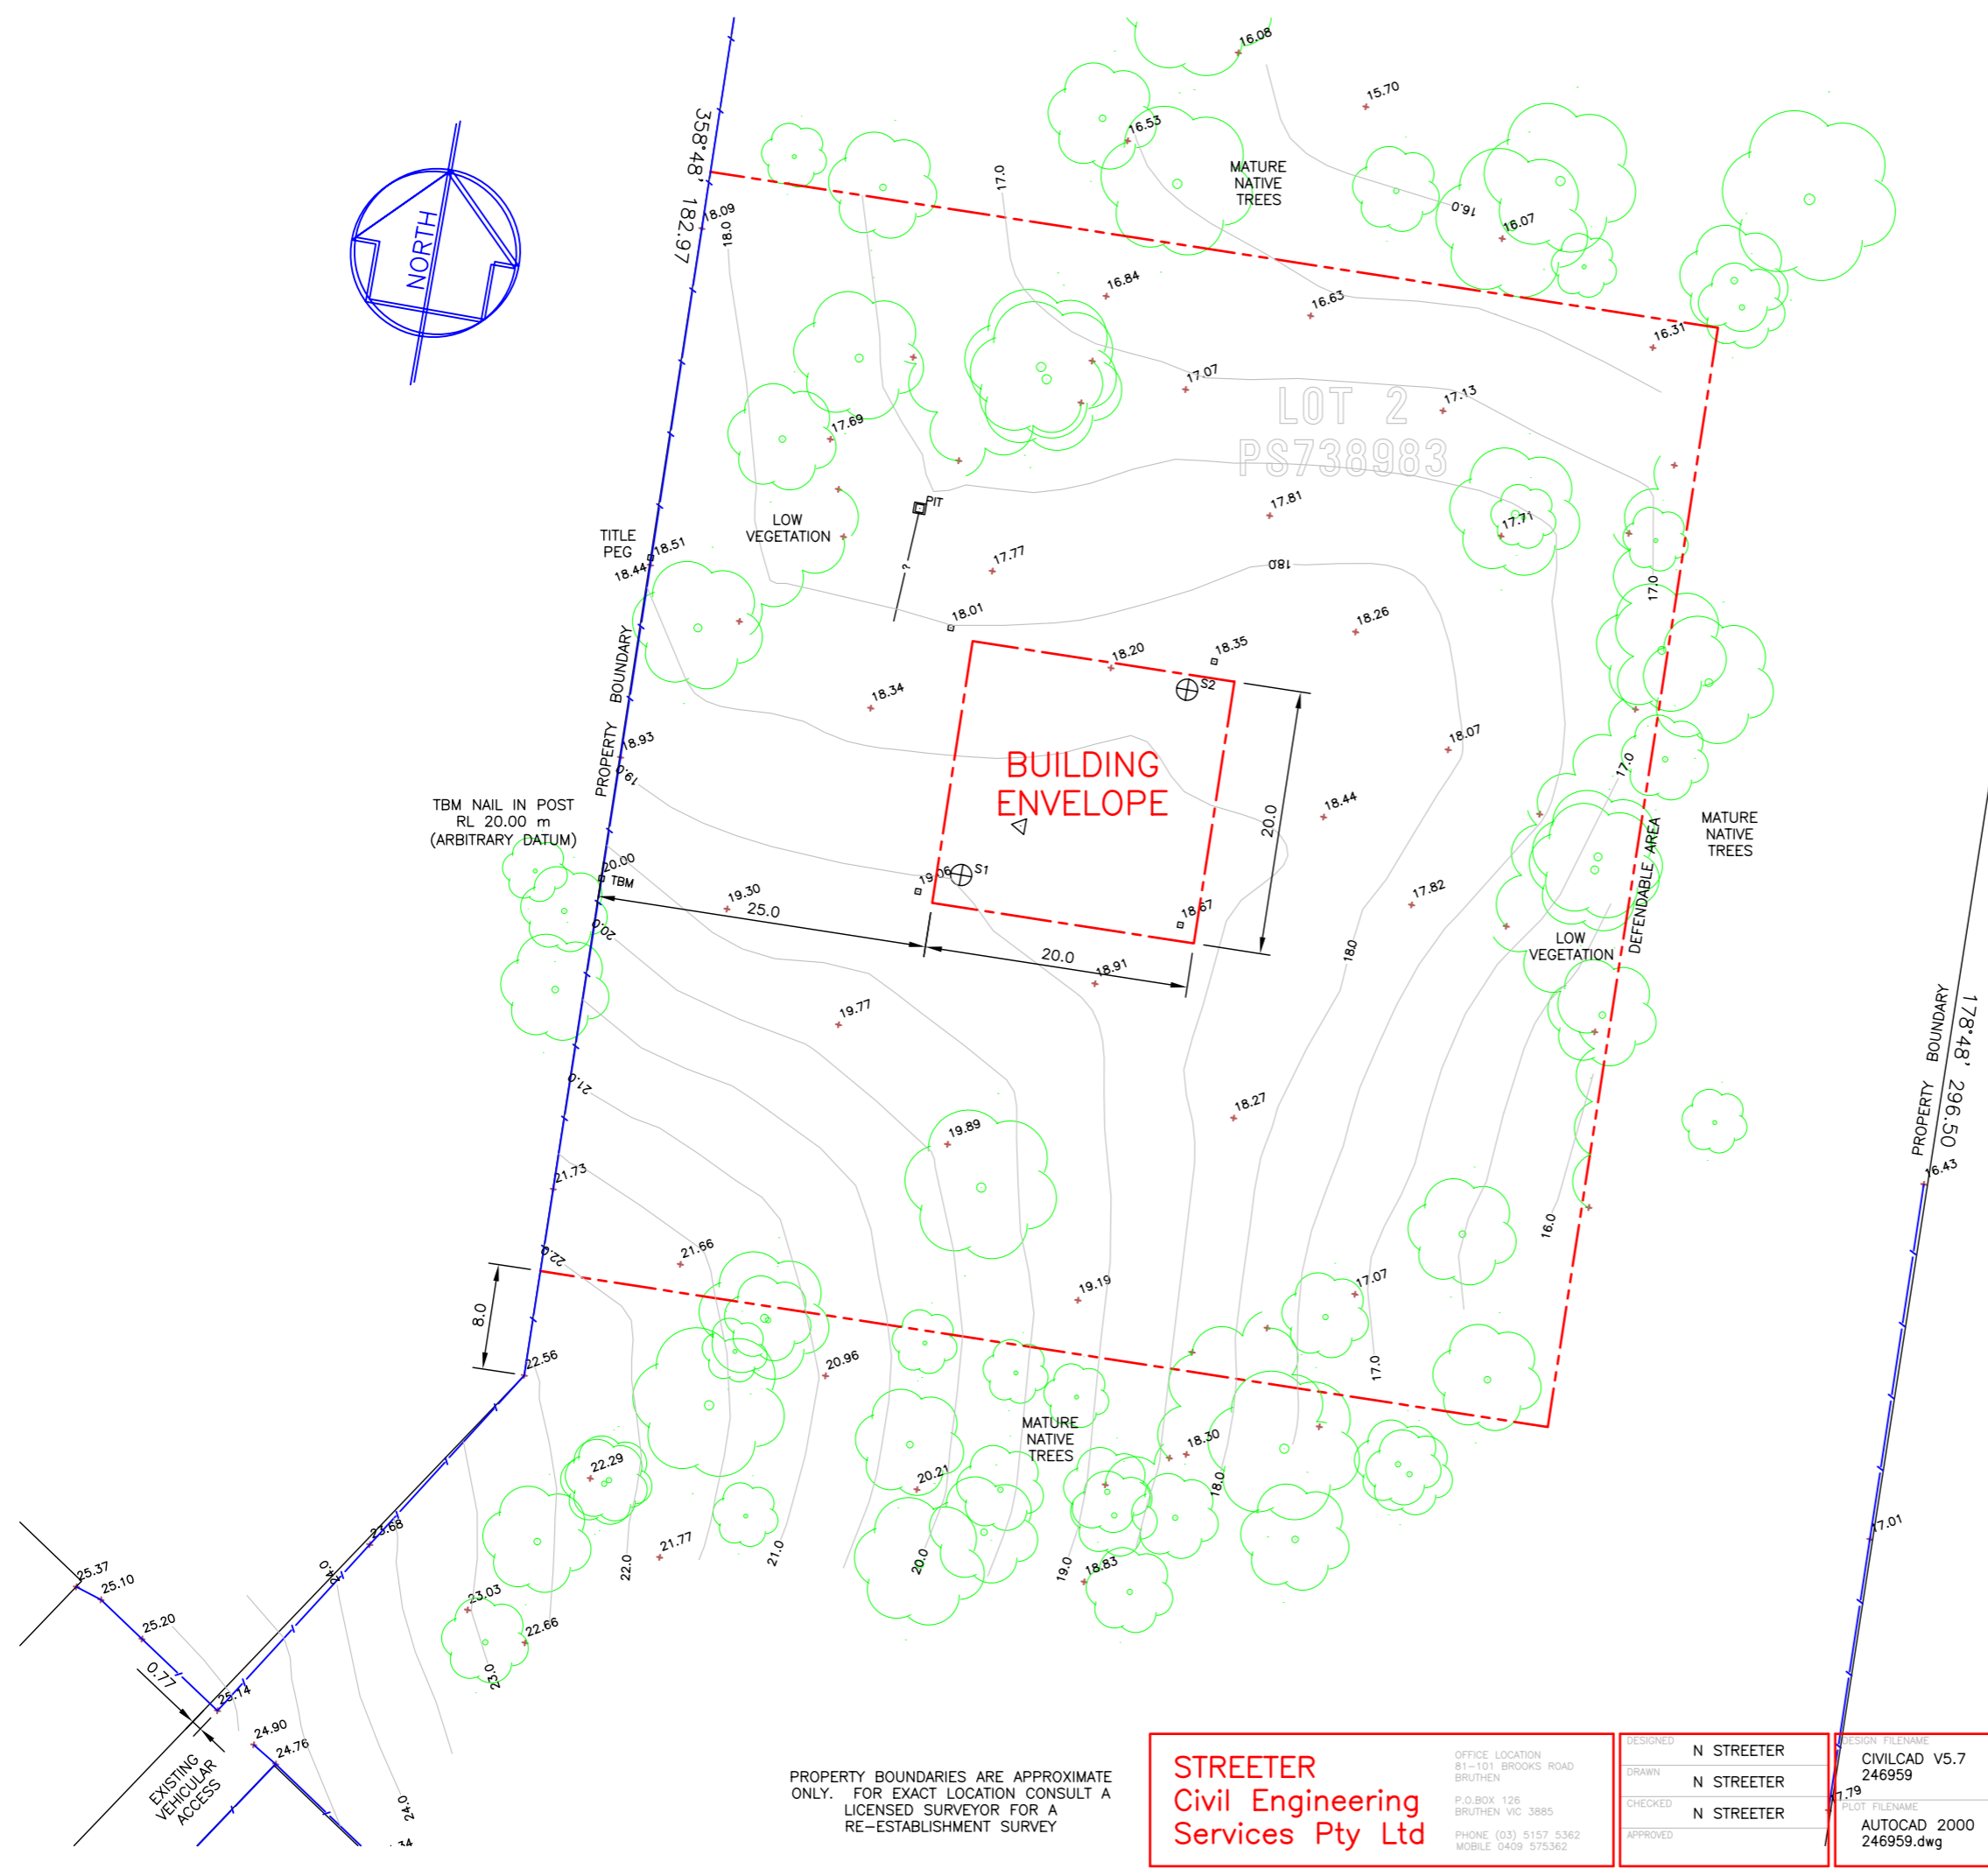 16.08
15.70
16.53
MATURE
NATIVE
TREES
358°48' 182.97
18.09
18.0
17.0
16.0
16.07
NORTH
16.84
16.63
16.31
17.07
17.13
LOT 2
PS738983
17.69
LOW
VEGETATION
PIT
?
17.81
17.71
TITLE
PEG
18.51
18.44
17.77
18.0
17.0
18.01
18.26
PROPERTY BOUNDARY
18.20
18.35
S2
18.34
18.93
19.0
18.07
17.0
BUILDING
ENVELOPE
20.0
18.44
TBM NAIL IN POST
RL 20.00 m
(ARBITRARY DATUM)
MATURE
NATIVE
TREES
20.00
TBM
19.06
S1
19.30
25.0
17.82
18.67
20.0
20.0
18.91
18.0
LOW
VEGETATION
DEFENDABLE AREA
19.77
21.0
18.27
19.89
PROPERTY BOUNDARY
178°48' 296.50
16.43
21.73
22.0
21.66
19.19
17.07
16.0
8.0
22.56
20.96
17.0
MATURE
NATIVE
TREES
22.29
20.21
18.30
18.0
23.68
24.0
21.77
22.0
21.0
20.0
19.0
18.83
17.01
25.37
25.10
25.20
23.03
22.66
23.0
0.77
25.14
24.90
24.76
EXISTING
VEHICULAR
ACCESS
24.0
.34
PROPERTY BOUNDARIES ARE APPROXIMATE
ONLY. FOR EXACT LOCATION CONSULT A
LICENSED SURVEYOR FOR A
RE-ESTABLISHMENT SURVEY
STREETER
Civil Engineering
Services Pty Ltd
OFFICE LOCATION
81-101 BROOKS ROAD
BRUTHEN
P.O.BOX 126
BRUTHEN VIC 3885
PHONE (03) 5157 5362
MOBILE 0409 575362
DESIGNED N STREETER
DRAWN N STREETER
CHECKED N STREETER
APPROVED
17.79
DESIGN FILENAME
CIVILCAD V5.7
246959
PLOT FILENAME
AUTOCAD 2000
246959.dwg